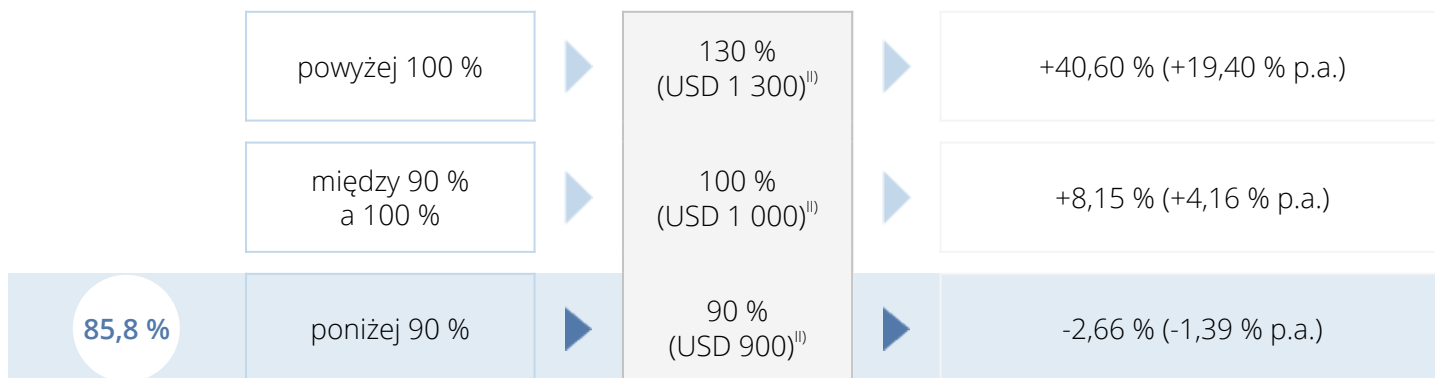 powyżej 100 %
130 %
(USD 1 300)II)
+40,60 % (+19,40 % p.a.)
między 90 %
a 100 %
100 %
(USD 1 000)II)
+8,15 % (+4,16 % p.a.)
85,8 %
poniżej 90 %
90 %
(USD 900)II)
-2,66 % (-1,39 % p.a.)